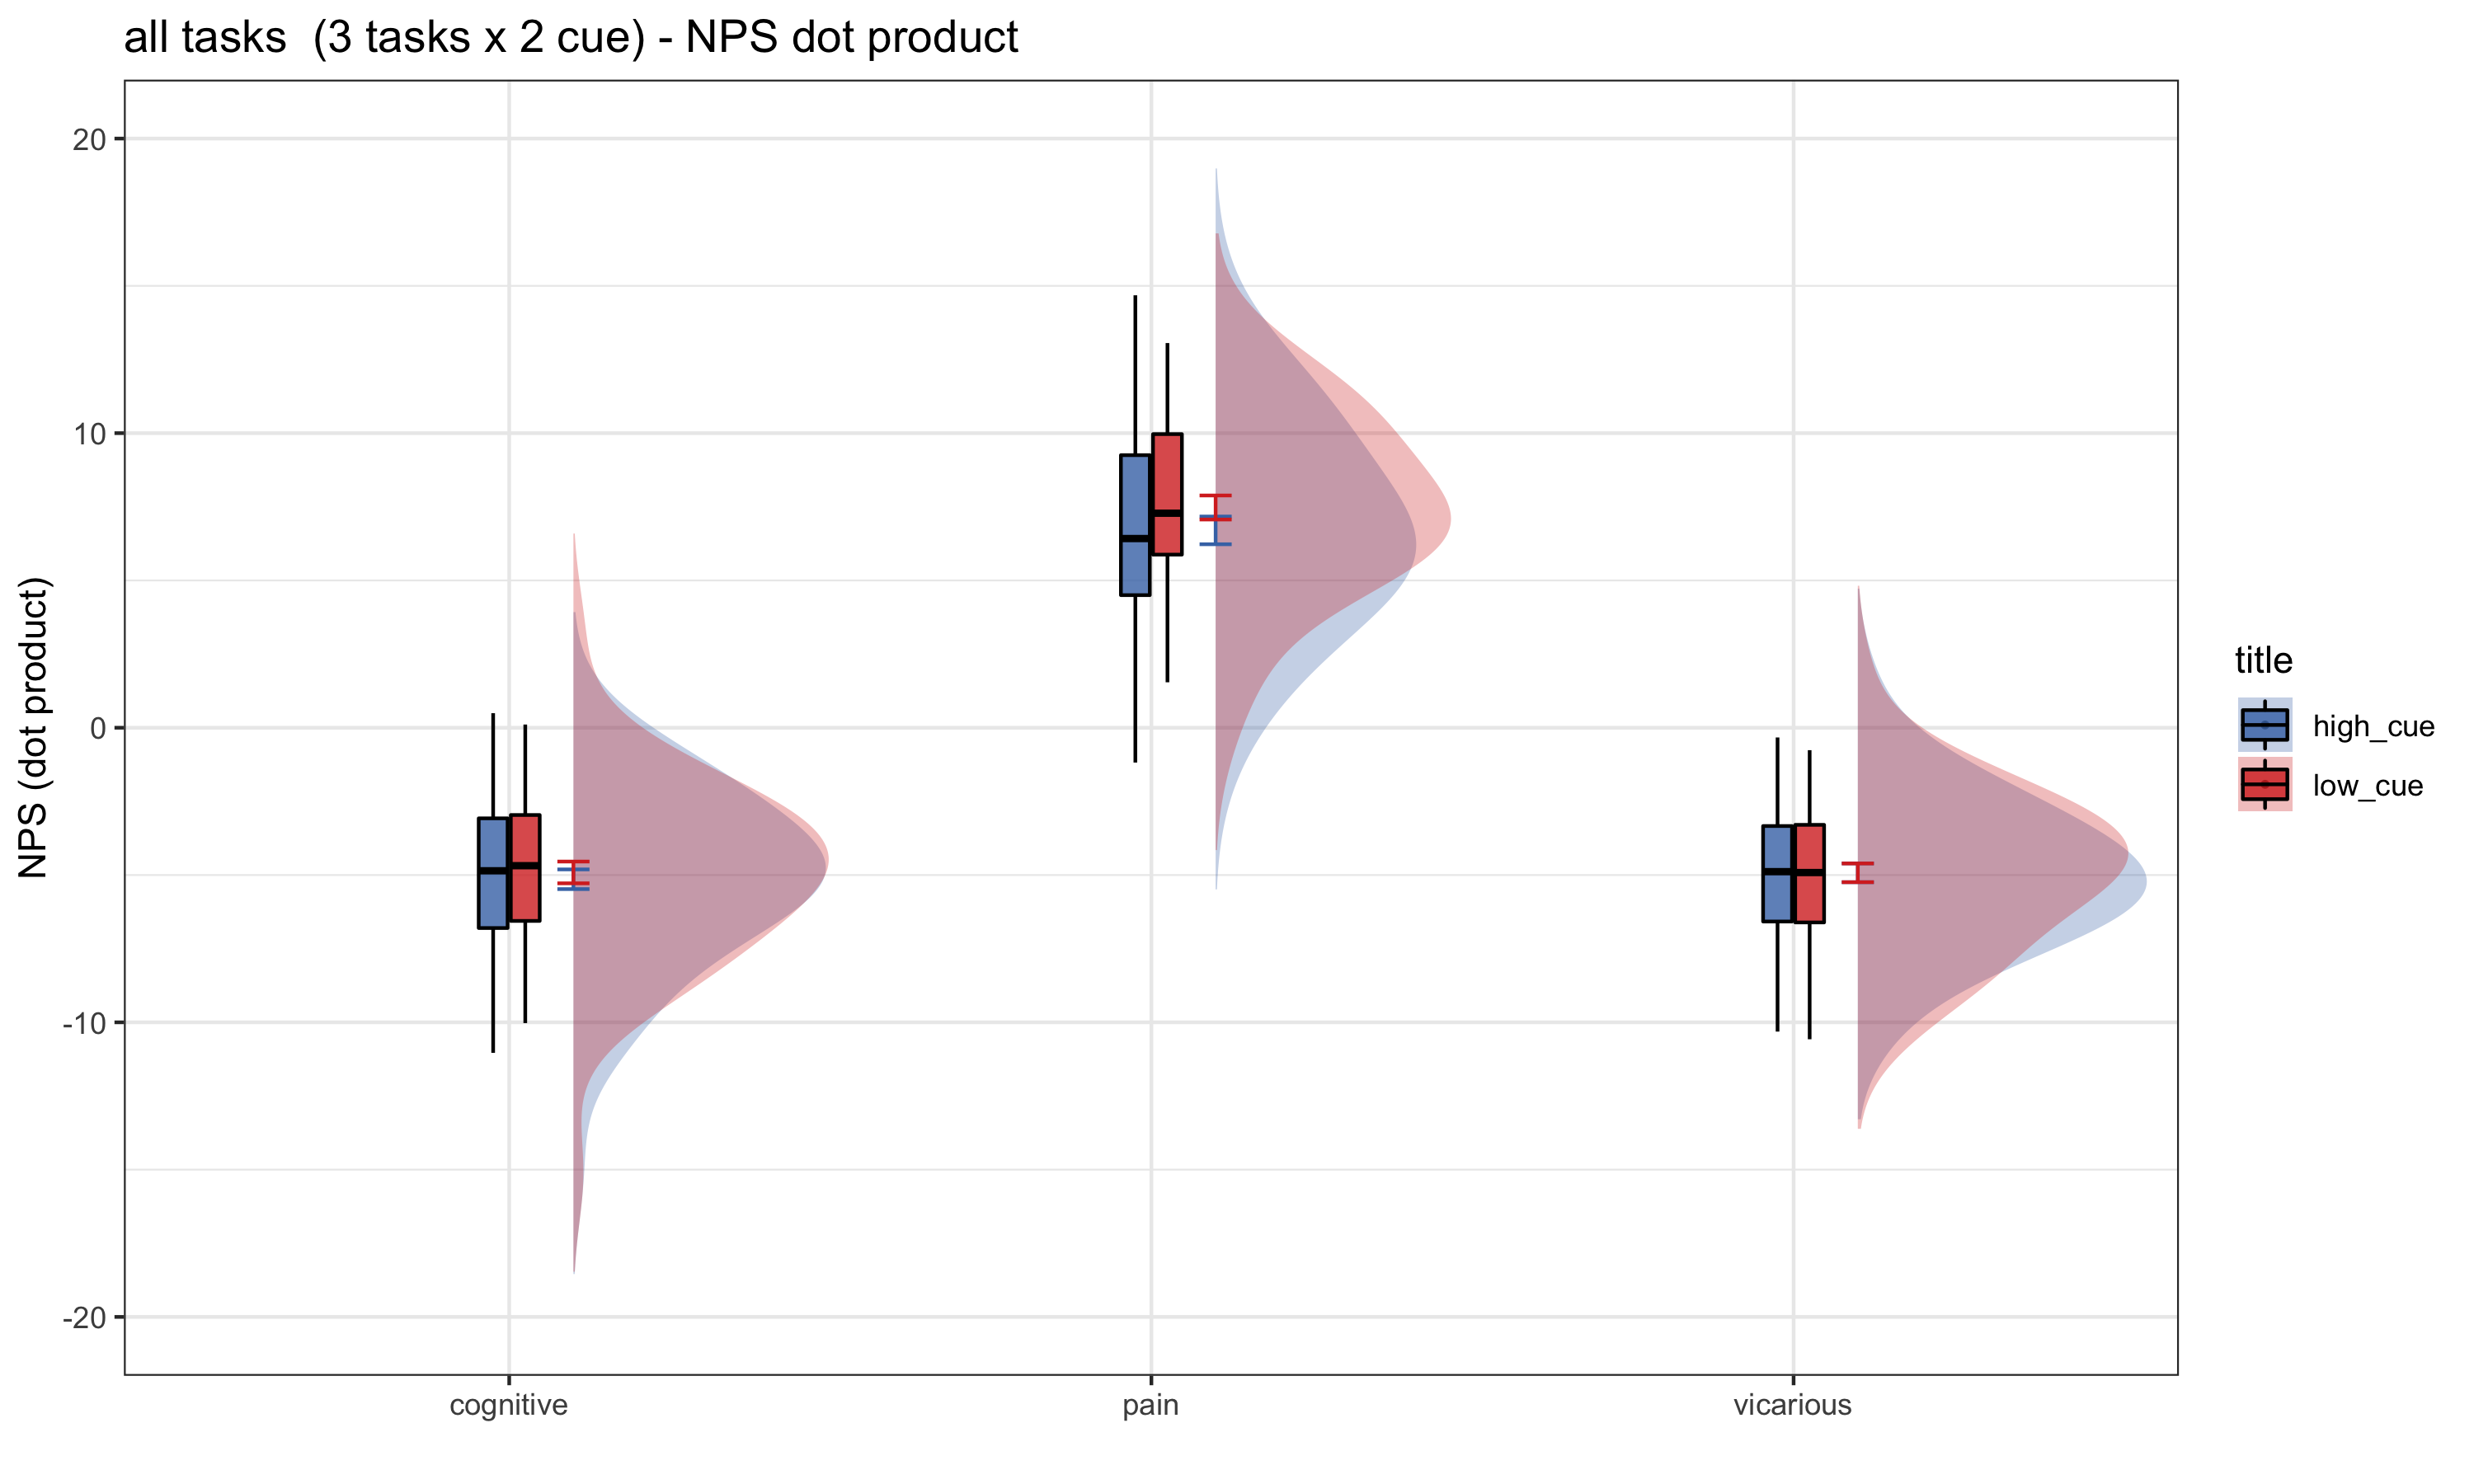 all tasks  (3 tasks x 2 cue) - NPS dot product
NPS (dot product)
20
10
0
-10
-20
cognitive
pain
vicarious
title
high_cue
low_cue